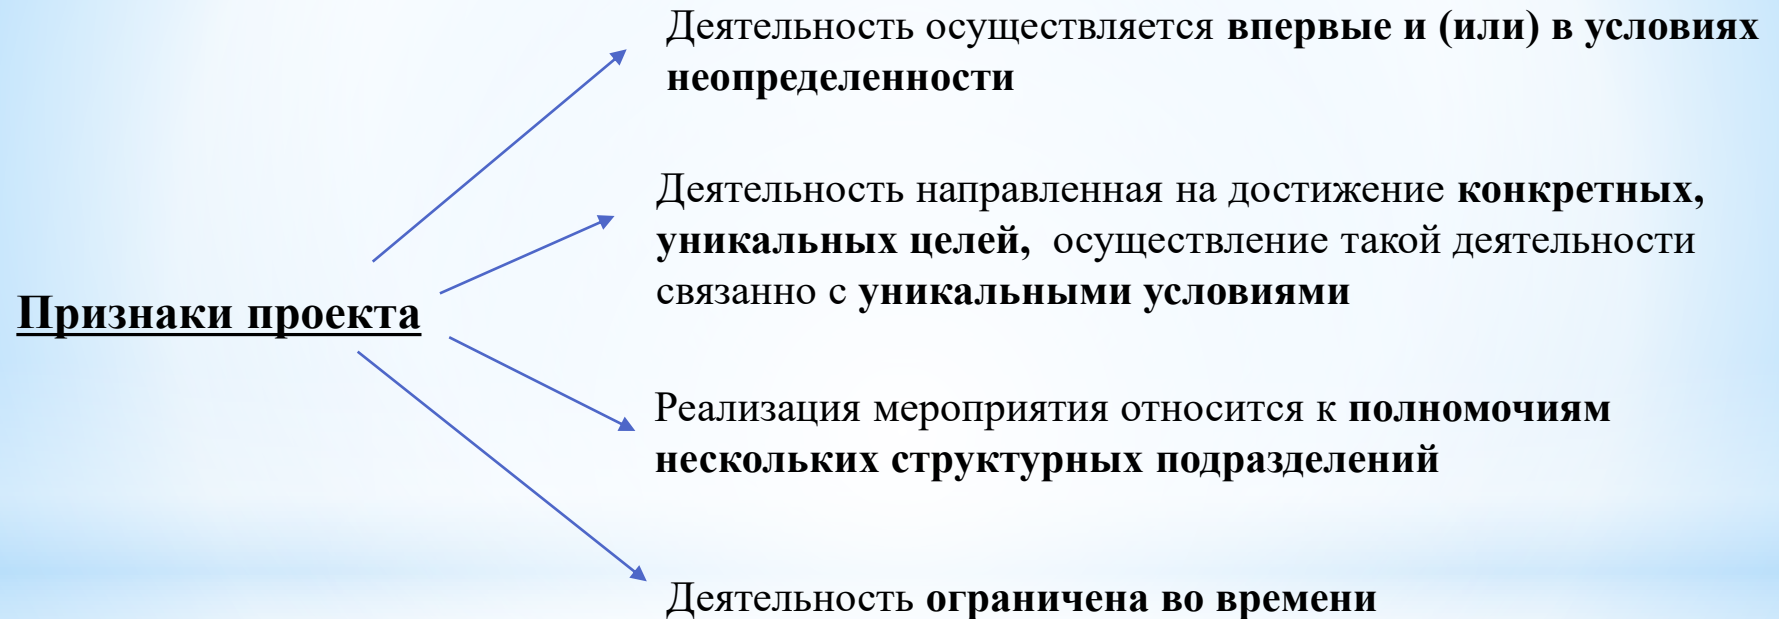 Деятельность осуществляется впервые и (или) в условиях
неопределенности
Деятельность направленная на достижение конкретных,
уникальных целей, осуществление такой деятельности
связанно с уникальными условиями
Признаки проекта
Реализация мероприятия относится к полномочиям
нескольких структурных подразделений
Деятельность ограничена во времени